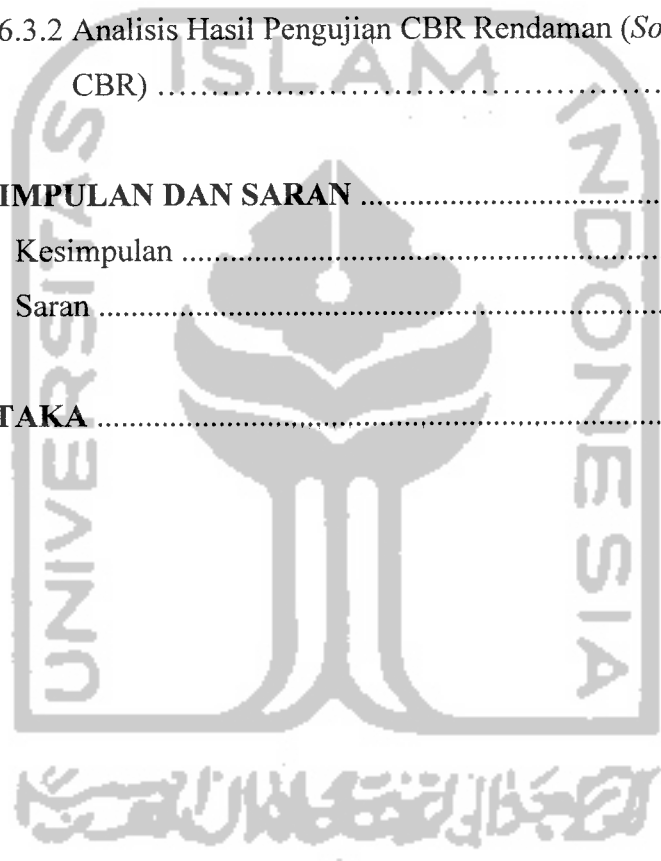 6.3.2 Analisis Hasil Pengujian CBR Rendaman (So
CBR) ...............................................
IMPULAN DAN SARAN ...............................
Kesimpulan ...............................................
Saran ...............................................
TAKA ...............................................
UNIVERSITAS
ISLAM
INDONESIA